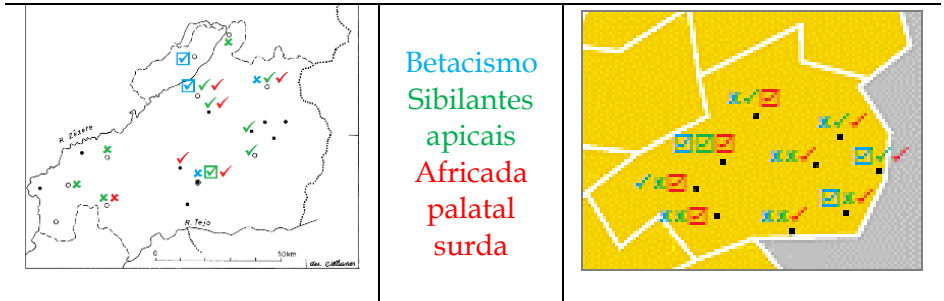 R. Zêzere
R. Tejo
0
50km
Betacismo
Sibilantes
apicais
Africada
palatal
surda